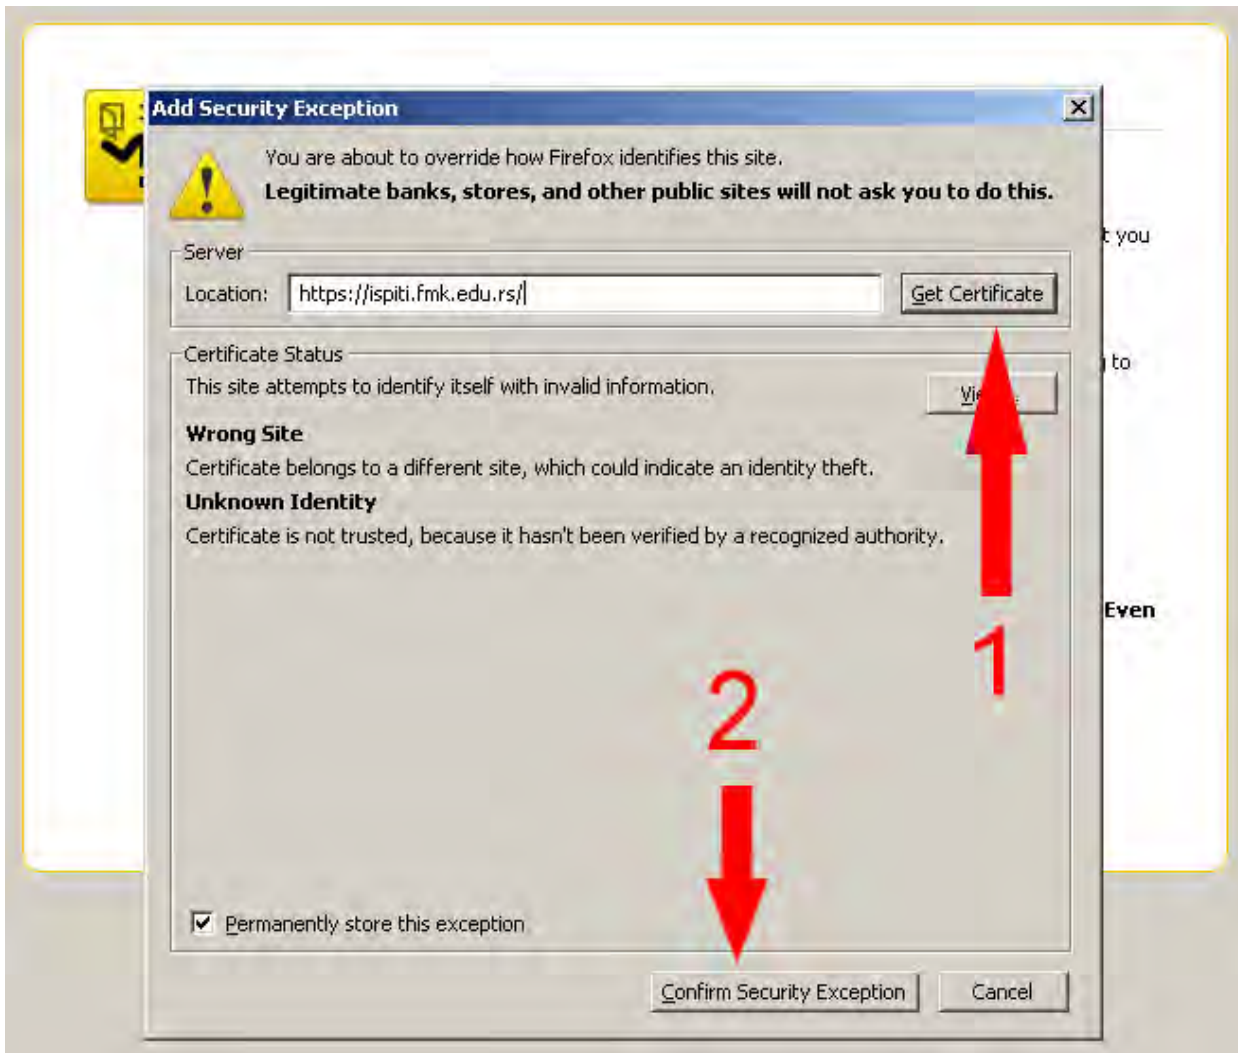 Add Security Exception
You are about to override how Firefox identifies this site.
Legitimate banks, stores, and other public sites will not ask you to do this.
t you
Server
Location: https://ispiti.fmk.edu.rs/ Get Certificate
Certificate Status
to
This site attempts to identify itself with invalid information.
Wrong Site
Certificate belongs to a different site, which could indicate an identity theft.
Unknown Identity
Certificate is not trusted, because it hasn't been verified by a recognized authority.
Even
1
2
Permanently store this exception
Confirm Security Exception Cancel